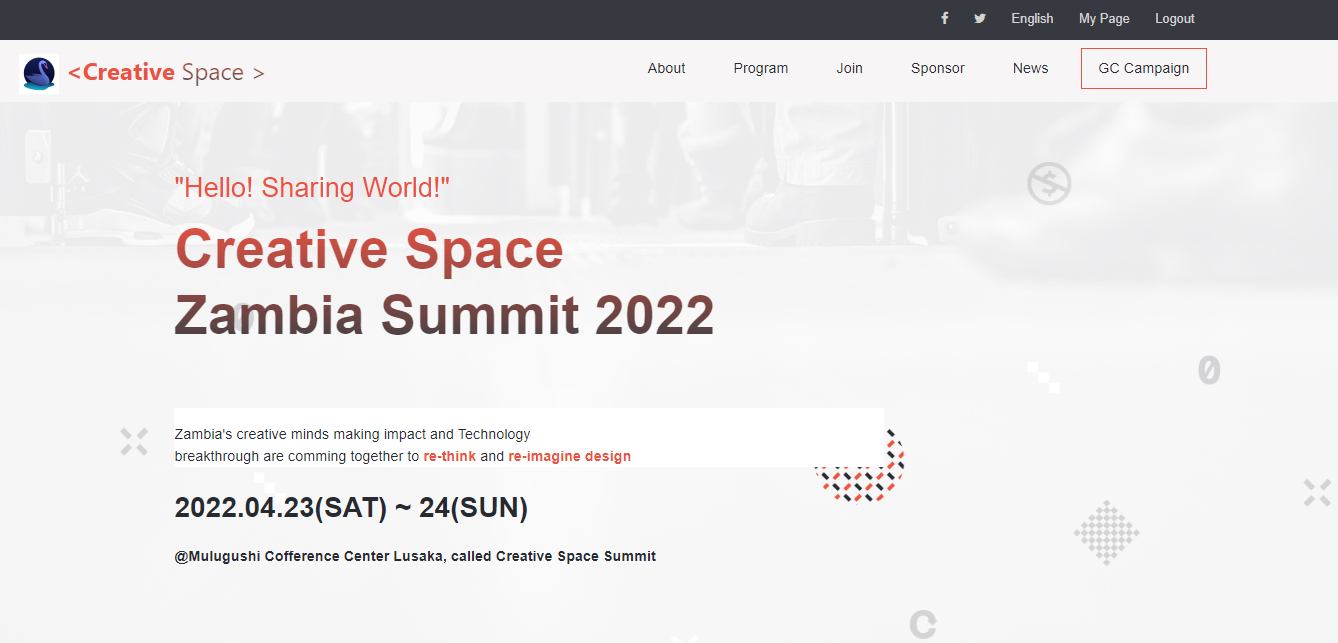 English
My Page
Logout
<Creative Space >
About
Program
Join
Sponsor
News
GC Campaign
"Hello! Sharing World!"
Creative Space
Zambia Summit 2022
Zambia's creative minds making impact and Technology
breakthrough are comming together to re-think and re-imagine design
2022.04.23(SAT) ~ 24(SUN)
@Mulugushi Cofference Center Lusaka, called Creative Space Summit